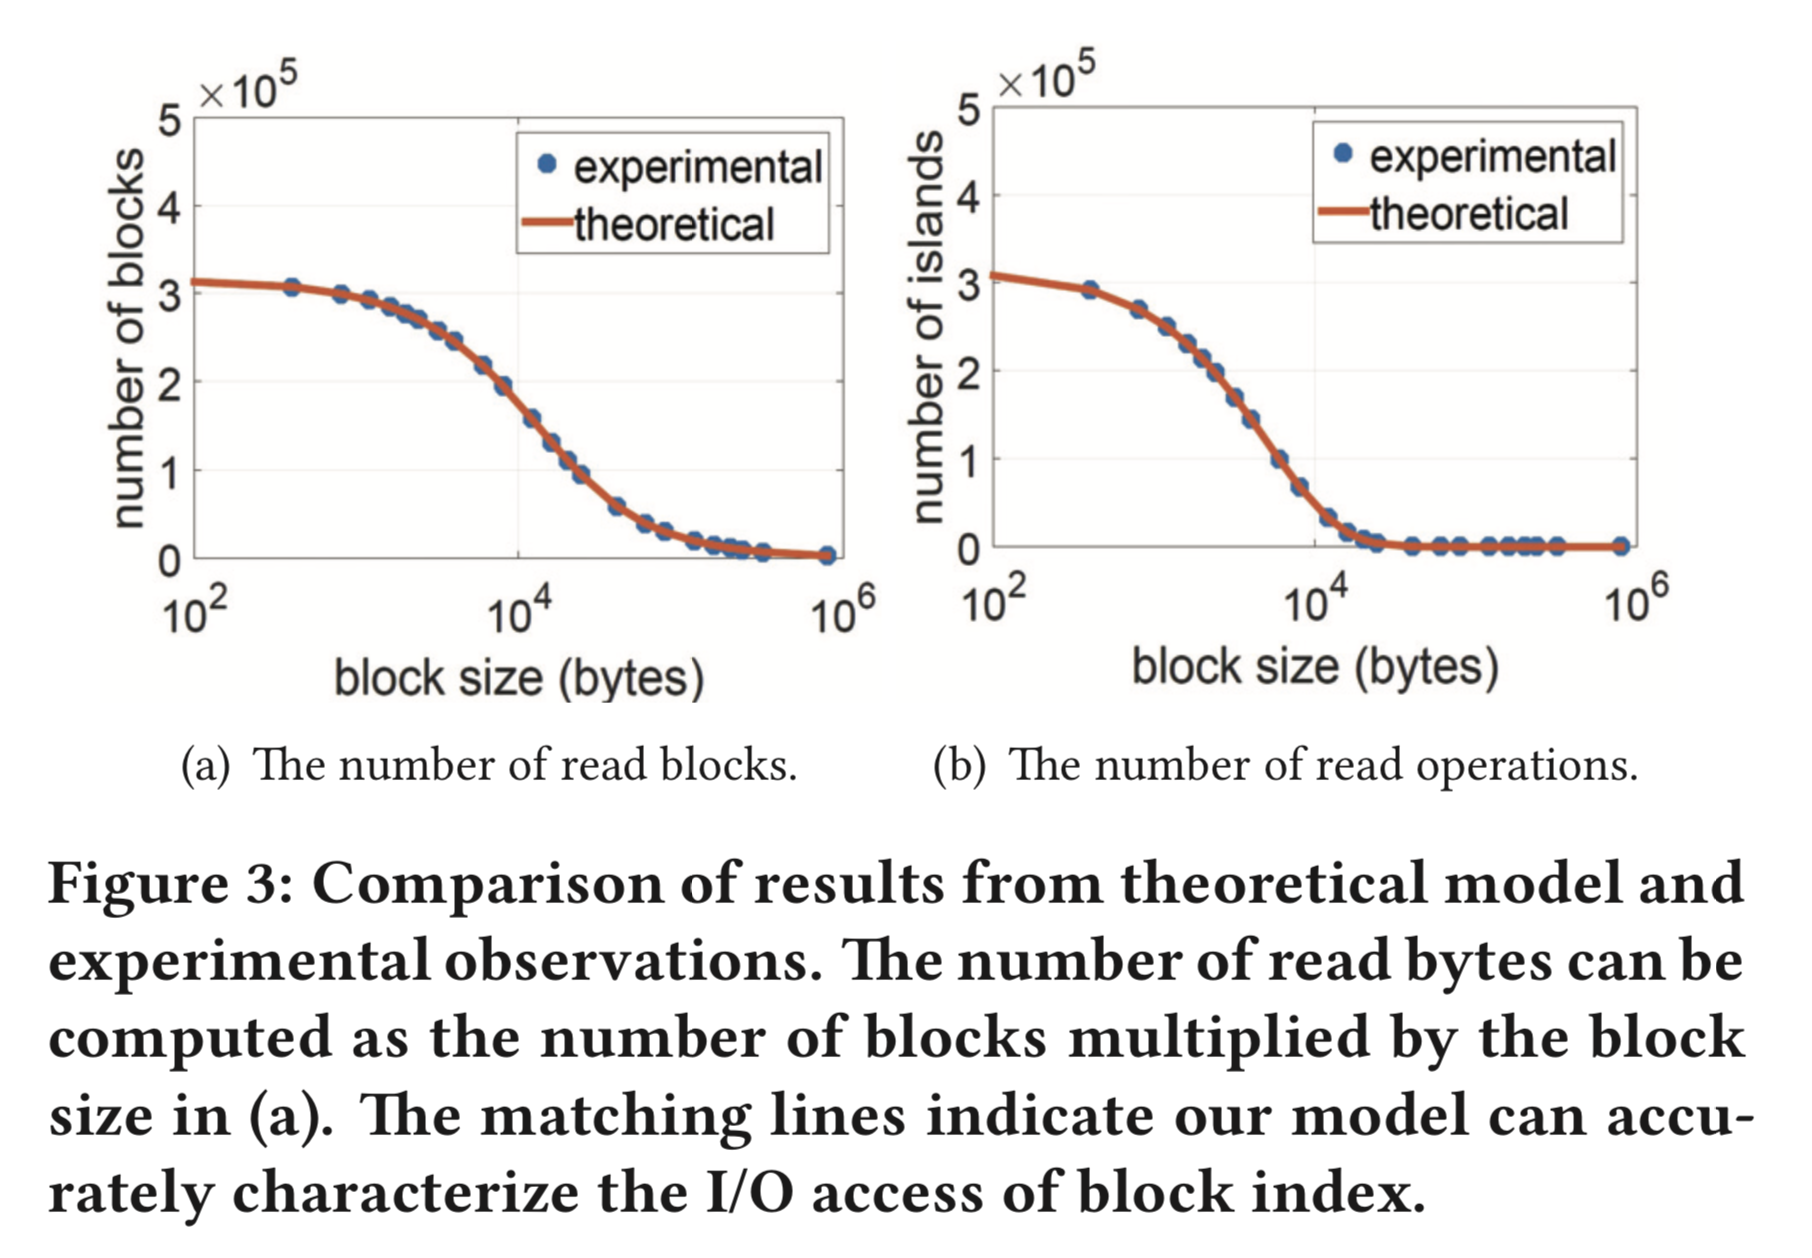 ×10^5
5
4
3
2
1
0
number of blocks
experimental
theoretical
10^2
10^4
10^6
block size (bytes)
×10^5
5
4
3
2
1
0
number of islands
experimental
theoretical
10^2
10^4
10^6
block size (bytes)
(a) The number of read blocks.
(b) The number of read operations.
Figure 3: Comparison of results from theoretical model and
experimental observations. The number of read bytes can be
computed as the number of blocks multiplied by the block
size in (a). The matching lines indicate our model can accu-
rately characterize the I/O access of block index.